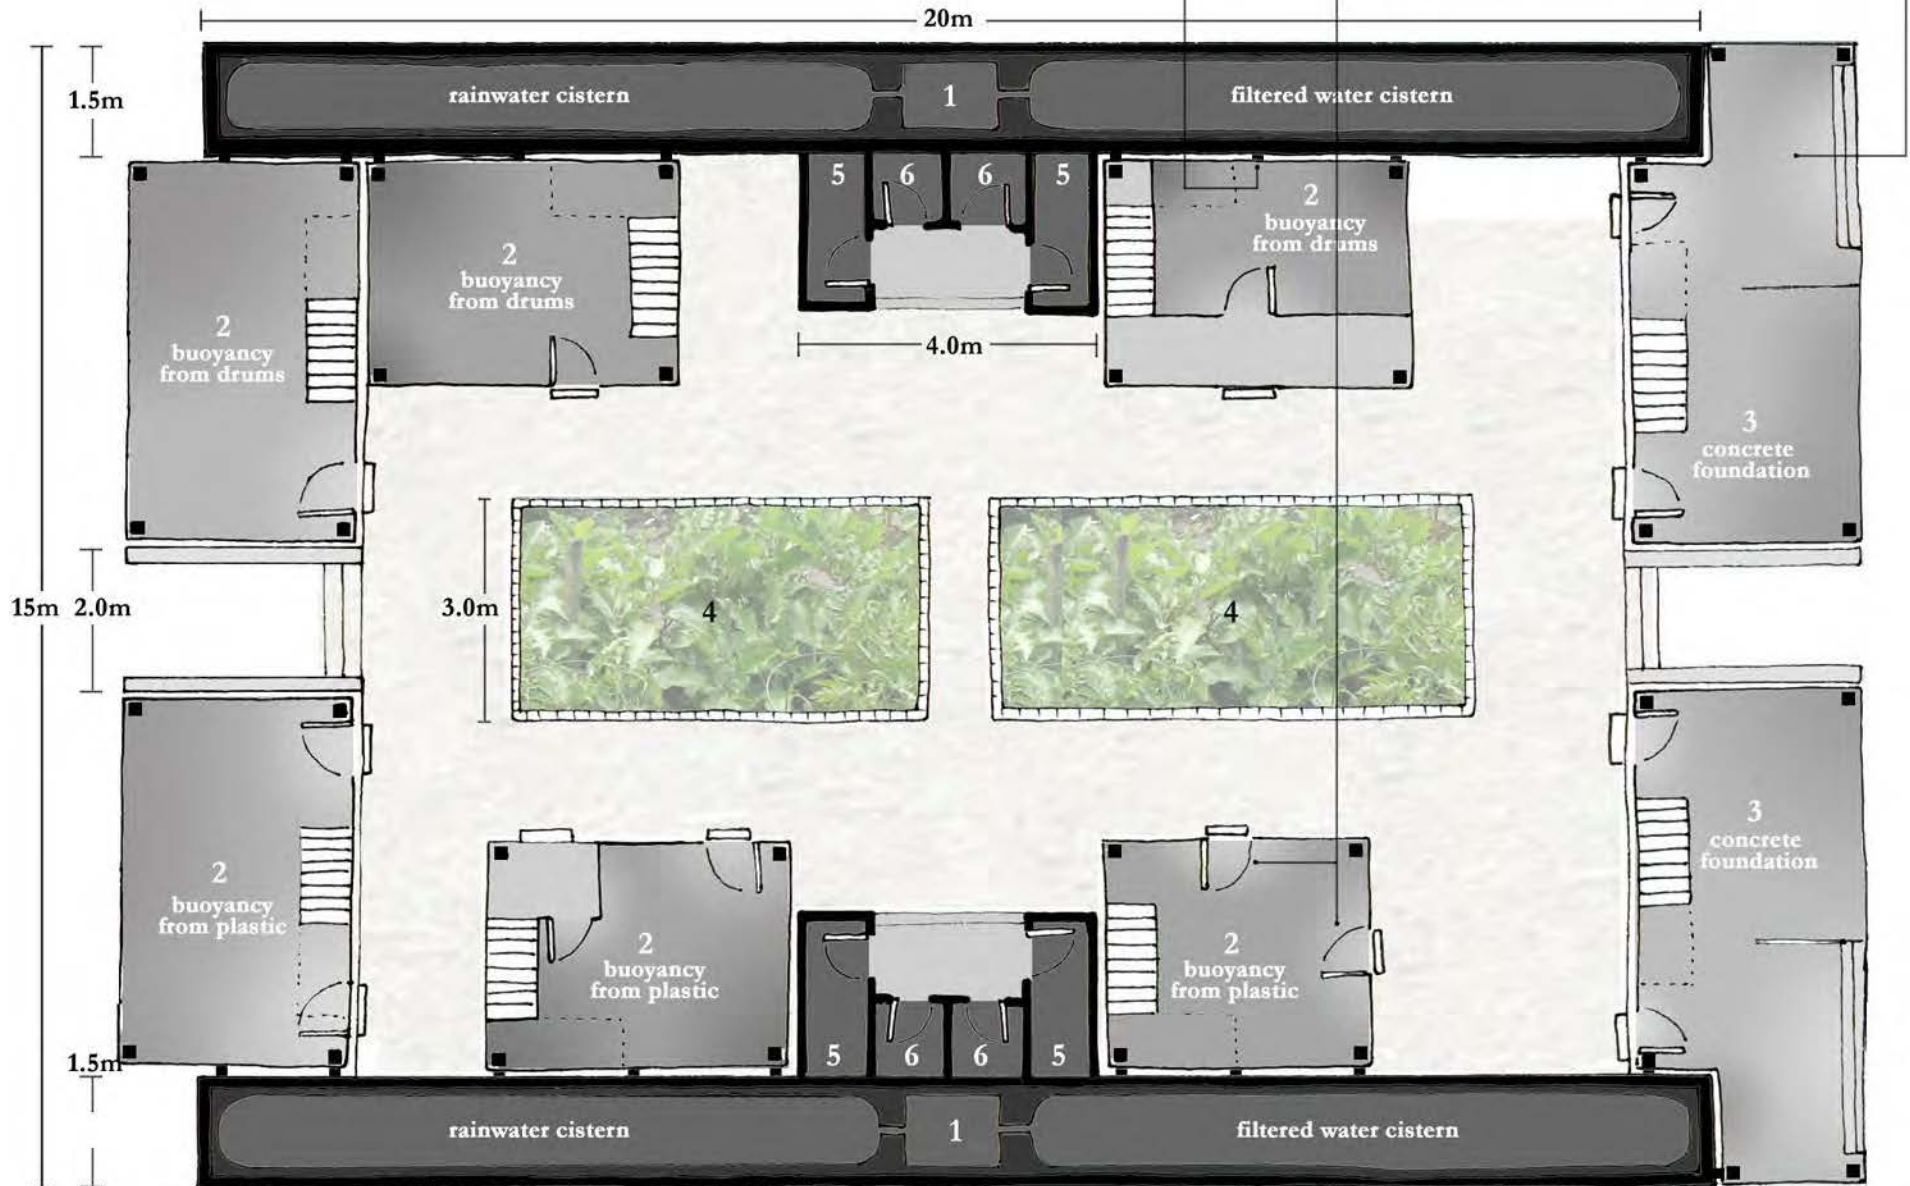 20m
1.5m
rainwater cistern
1
filtered water cistern
5
6
6
5
2
buoyancy
from drums
2
buoyancy
from drums
2
buoyancy
from drums
4.0m
3
concrete
foundation
15m
2.0m
3.0m
4
4
2
buoyancy
from plastic
2
buoyancy
from plastic
2
buoyancy
from plastic
3
concrete
foundation
5
6
6
5
1.5m
rainwater cistern
1
filtered water cistern